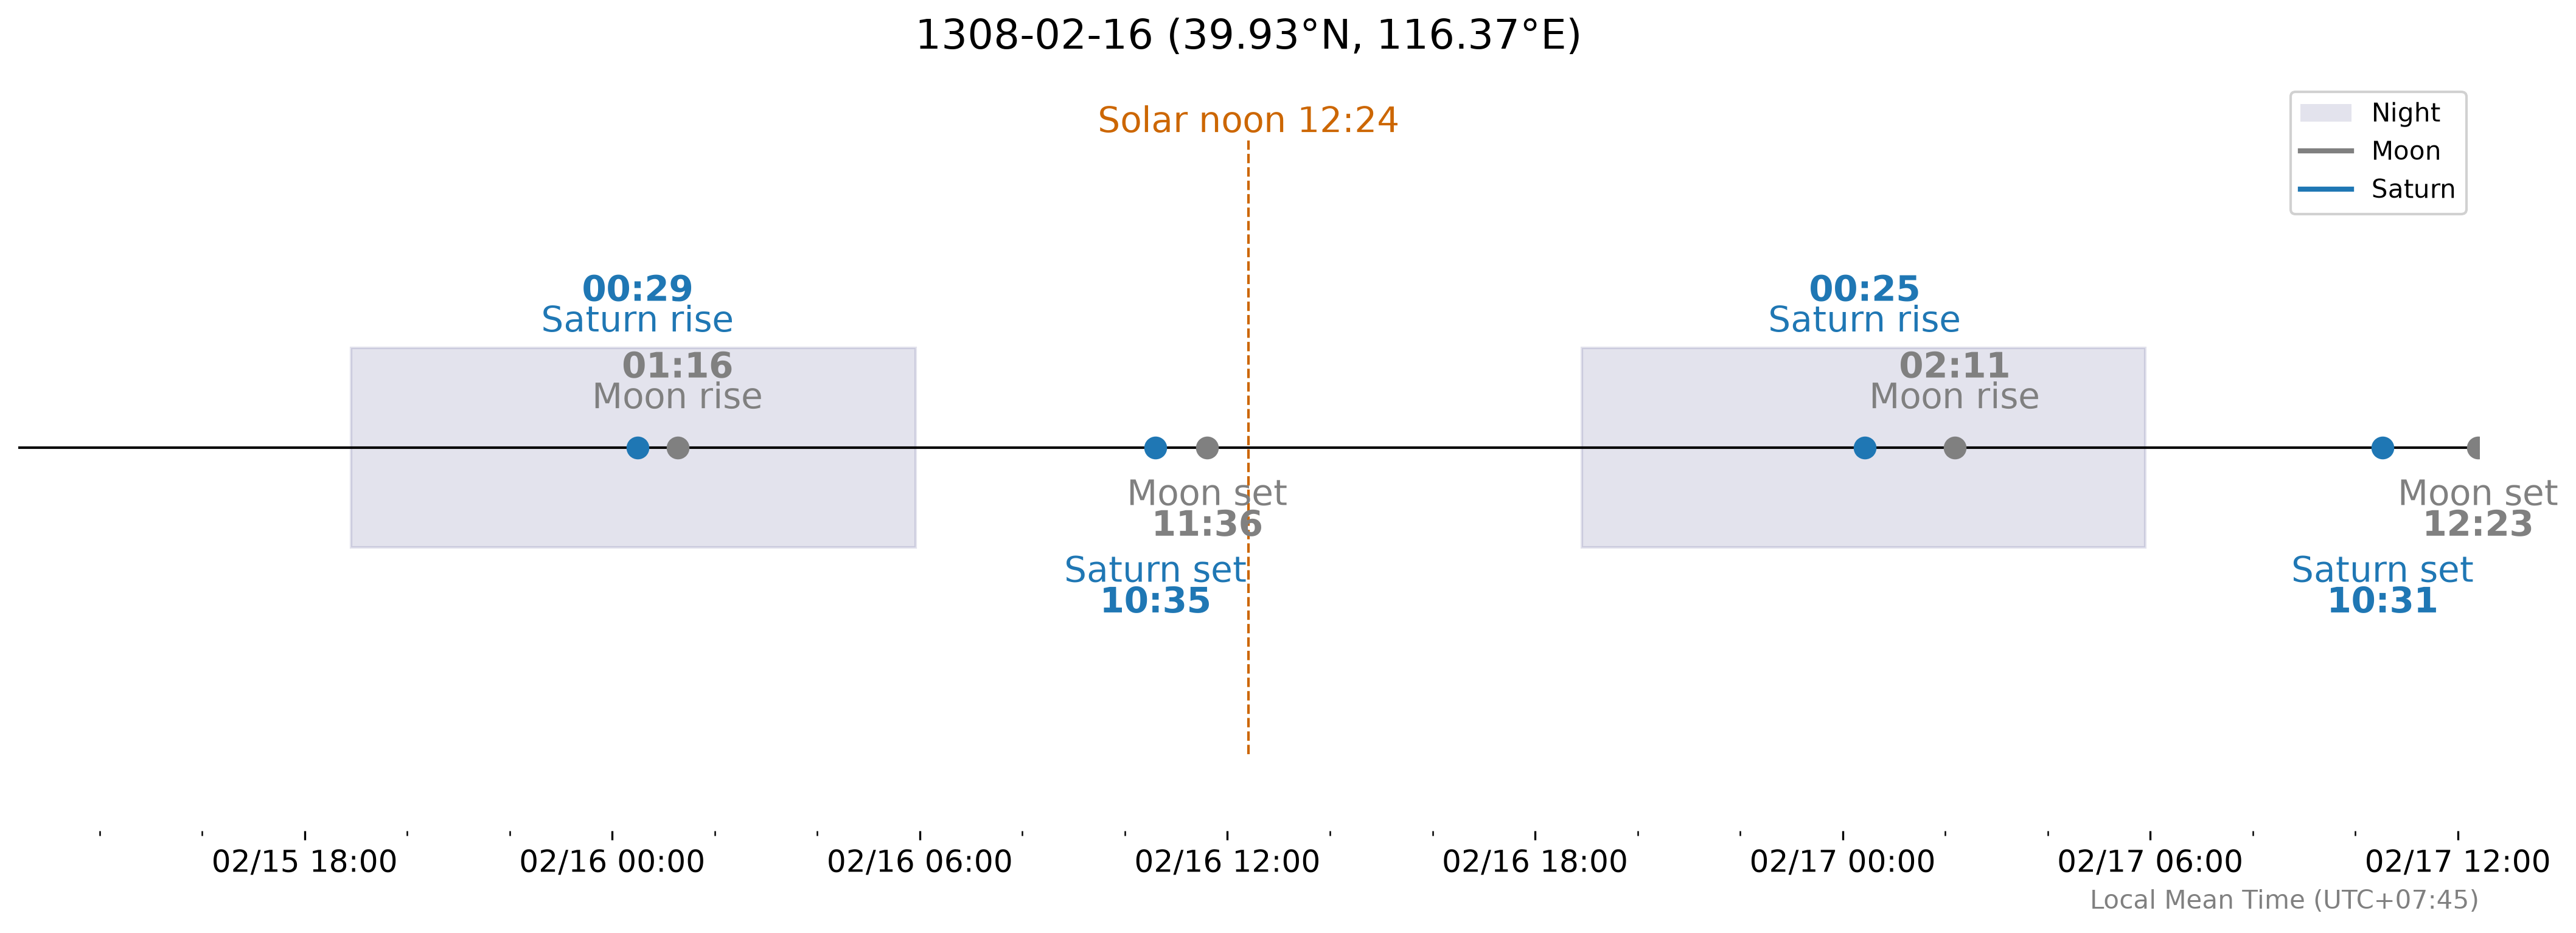 1308-02-16 (39.93°N, 116.37°E)
Solar noon 12:24
Night
Moon
Saturn
00:29
Saturn rise
01:16
Moon rise
00:25
Saturn rise
02:11
Moon rise
Moon set
11:36
Saturn set
10:35
Moon set
12:23
Saturn set
10:31
02/15 18:00
02/16 00:00
02/16 06:00
02/16 12:00
02/16 18:00
02/17 00:00
02/17 06:00
02/17 12:00
Local Mean Time (UTC+07:45)